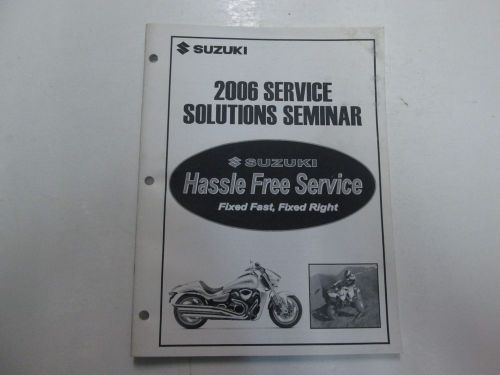 SUZUKI
2006 SERVICE
SOLUTIONS SEMINAR
SUZUKI
Hassle Free Service
Fixed Fast, Fixed Right